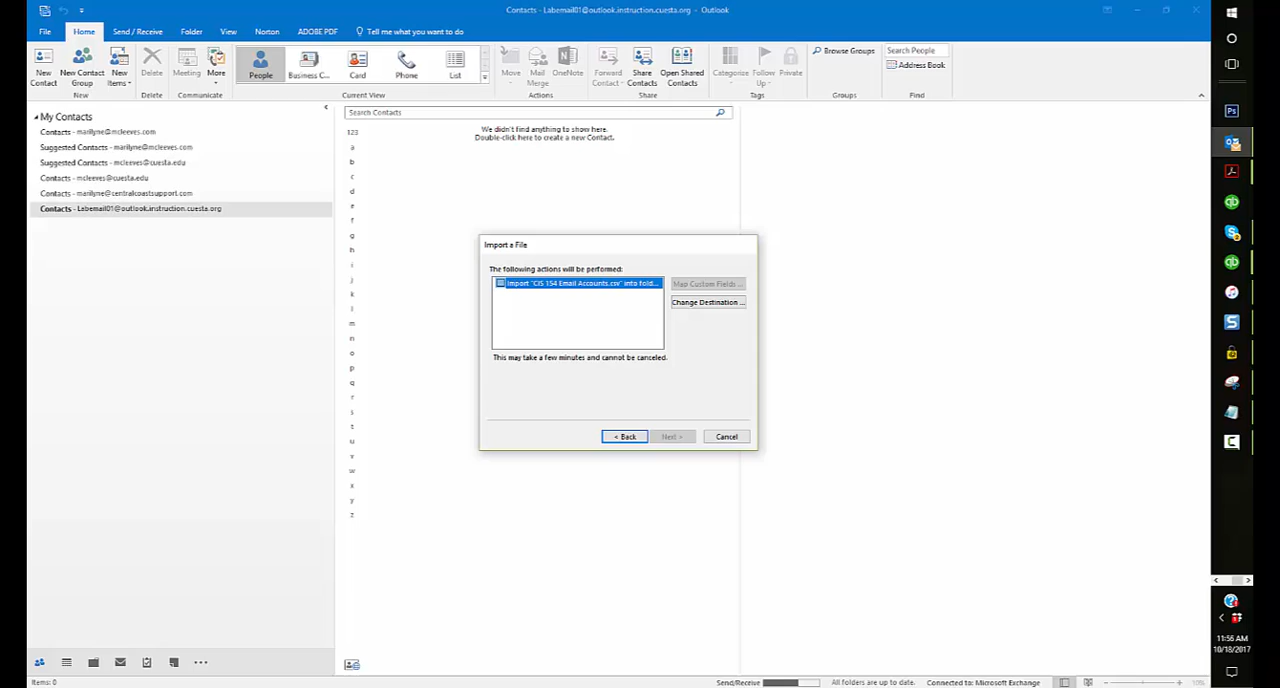 Contacts - Labemail01@outlook.instruction.cuesta.org - Outlook
File Home Send / Receive Folder View Norton ADOBE PDF Tell me what you want to do
New Contact
New Contact Group
New Items
Delete
Meeting
More
People
Business C...
Card
Phone
List
Move
Mail Merge
OneNote
Forward Contact
Share Contacts
Open Shared Contacts
Categorize
Follow Up
Private
Browse Groups
Search People
Address Book
New Delete Communicate Current View Actions Share Tags Groups Find
My Contacts
Contacts - marilyne@mcleeves.com
Suggested Contacts - mcleeves@mcleeves.com
Suggested Contacts - mcleeves@cuesta.edu
Contacts - mcleeves@cuesta.edu
Contacts - marilyne@centralcoastsupport.com
Contacts - Labemail01@outlook.instruction.cuesta.org
Search Contacts
We didn't find anything to show here.
Double-click here to create a new Contact.
123
a
b
c
d
e
f
g
h
i
j
k
l
m
n
o
p
q
r
s
t
u
v
w
x
y
z
Import a File
The following actions will be performed:
Import "CIS 154 Email Accounts.csv" into fold...
Map Custom Fields ...
Change Destination ...
This may take a few minutes and cannot be canceled.
< Back Next > Cancel
Ps
11:56 AM
10/18/2017
Items: 0
Send/Receive All folders are up to date. Connected to: Microsoft Exchange 10%